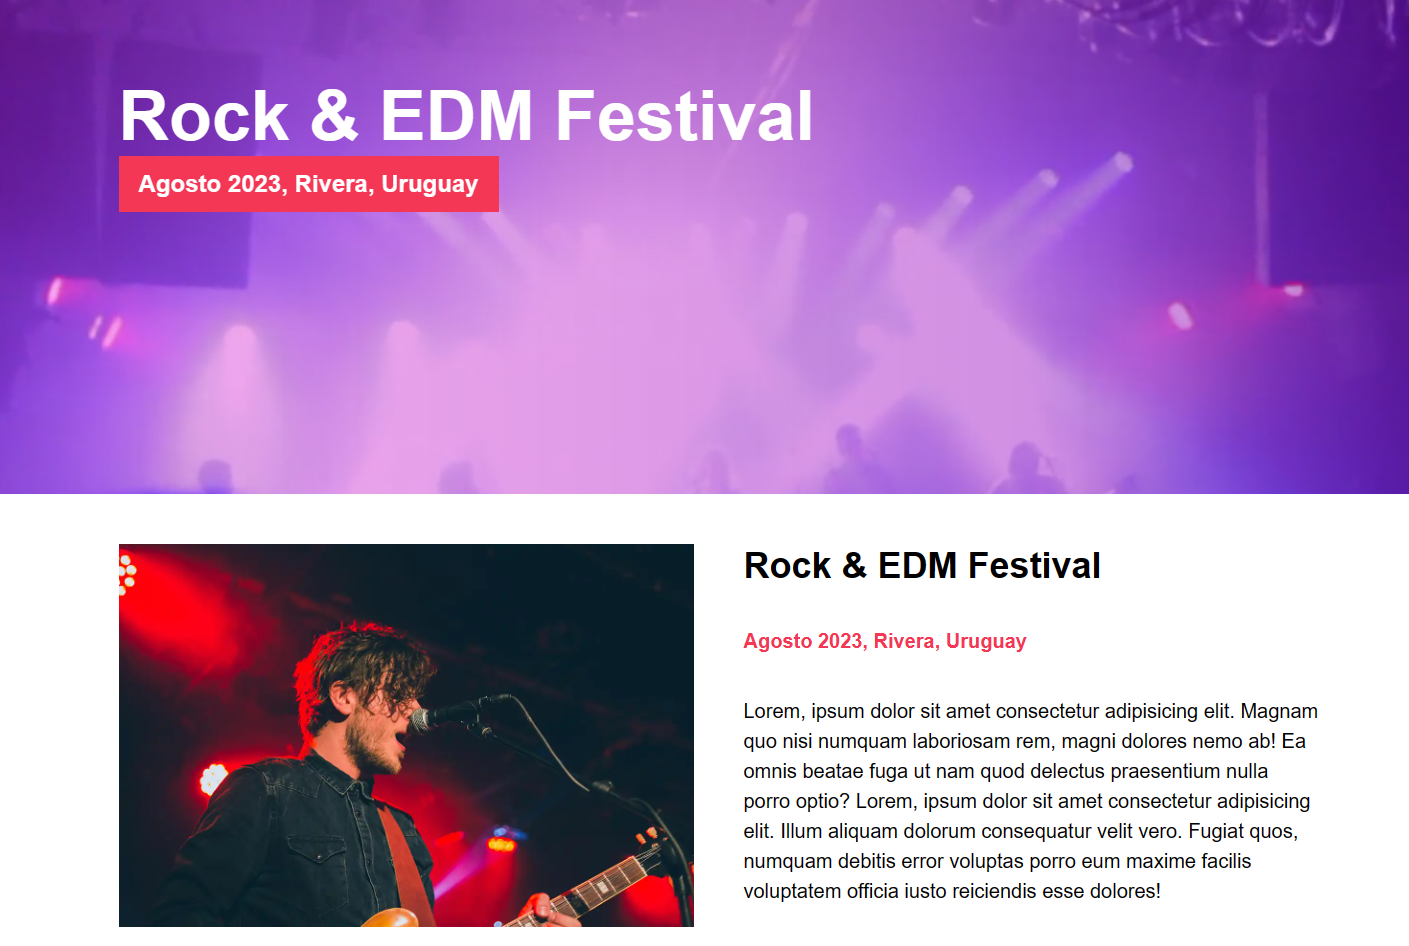 Rock & EDM Festival
Agosto 2023, Rivera, Uruguay
Rock & EDM Festival
Agosto 2023, Rivera, Uruguay
Lorem, ipsum dolor sit amet consectetur adipisicing elit. Magnam
quo nisi numquam laboriosam rem, magni dolores nemo ab! Ea
omnis beatae fuga ut nam quod delectus praesentium nulla
porro optio? Lorem, ipsum dolor sit amet consectetur adipisicing
elit. Illum aliquam dolorum consequatur velit vero. Fugiat quos,
numquam debitis error voluptas porro eum maxime facilis
voluptatem officia iusto reiciendis esse dolores!